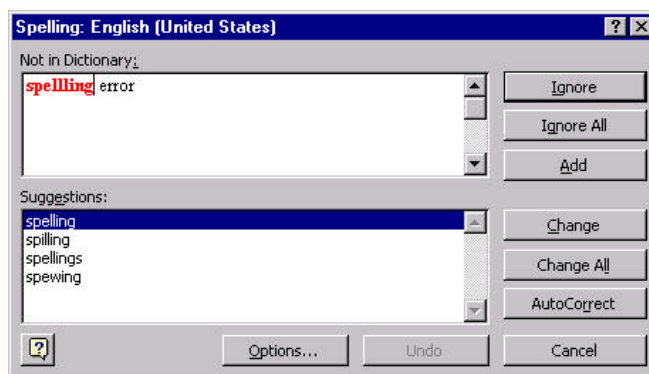 Spelling: English (United States)
Not in Dictionary:
spellling error
Ignore
Ignore All
Add
Suggestions:
spelling
spilling
spellings
spewing
Change
Change All
AutoCorrect
Options...
Undo
Cancel